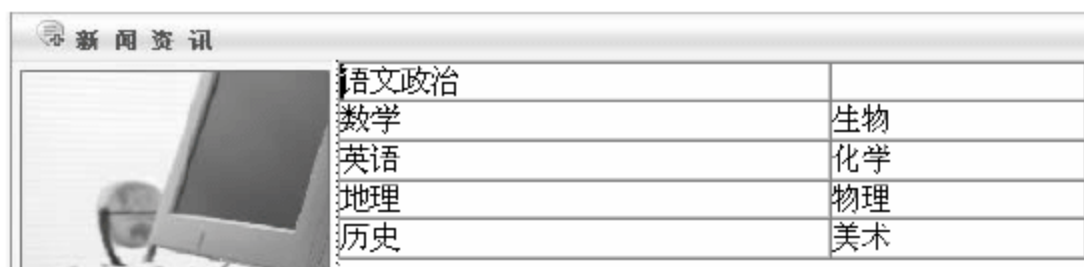 新闻资讯
语文政治
数学 生物
英语 化学
地理 物理
历史 美术